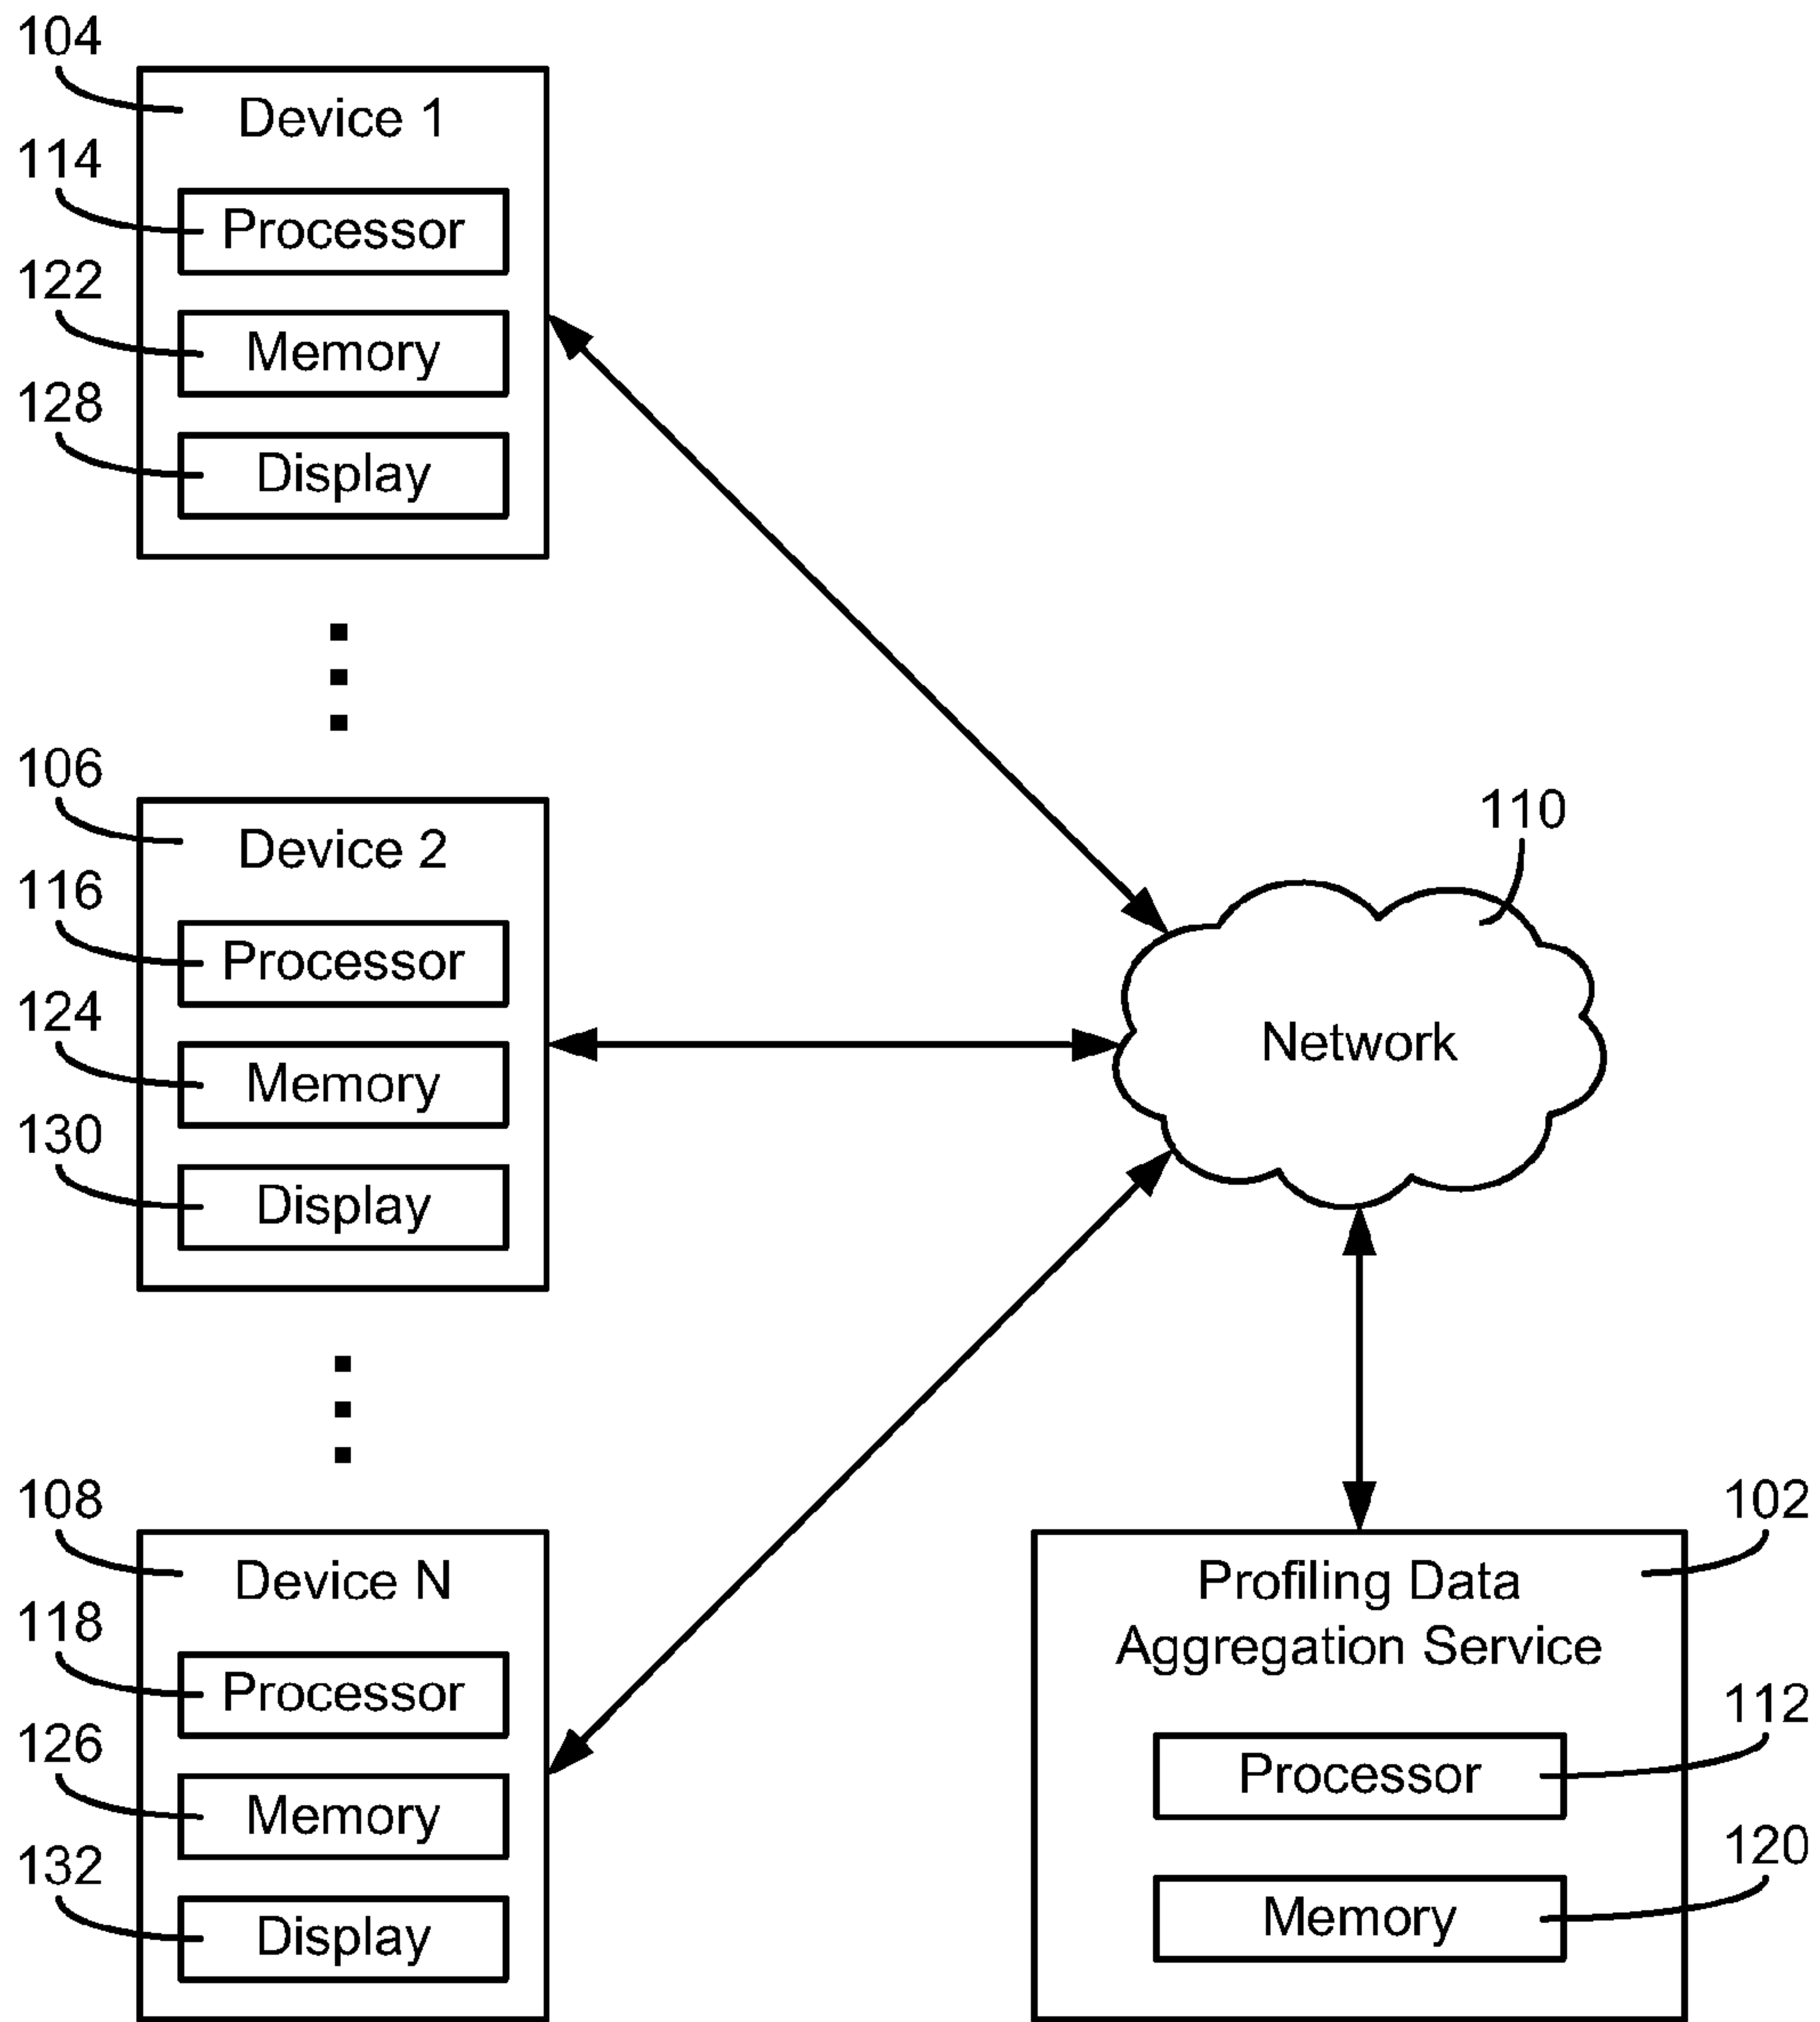 104
Device 1
114
Processor
122
Memory
128
Display
106
Device 2
116
Processor
124
Memory
130
Display
110
Network
108
Device N
118
Processor
126
Memory
132
Display
102
Profiling Data
Aggregation Service
112
Processor
120
Memory